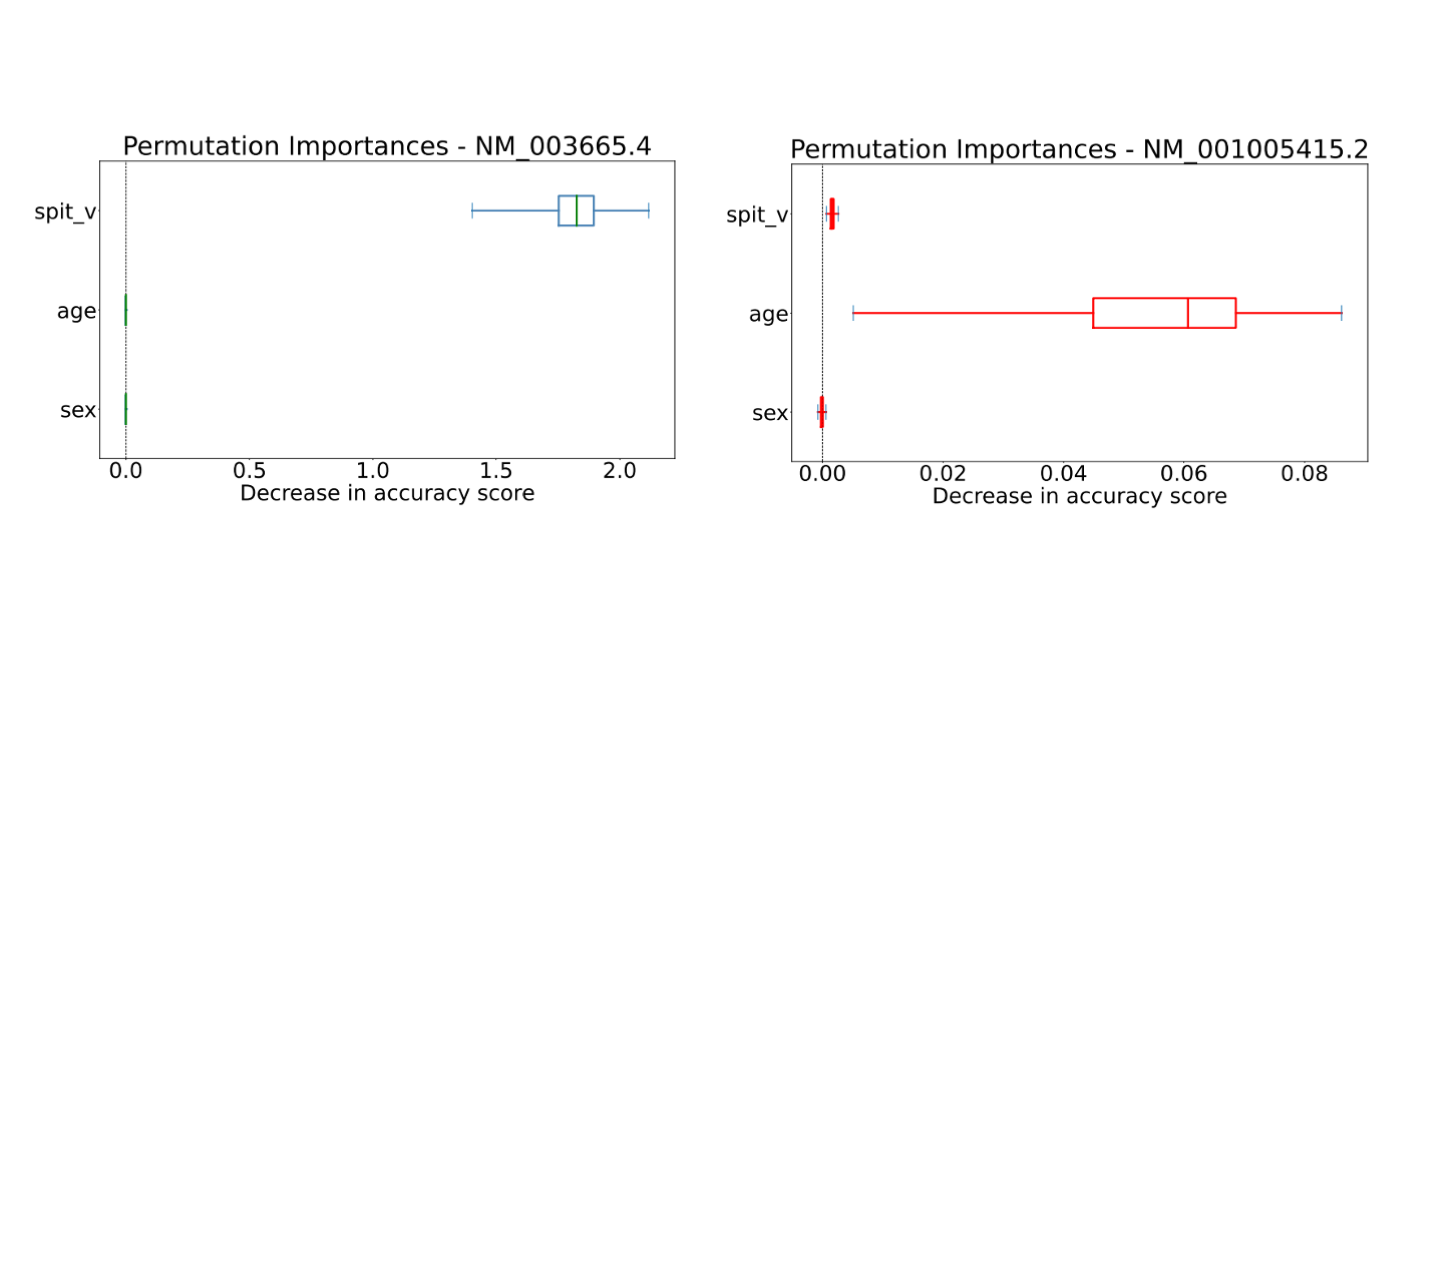 Permutation Importances - NM_003665.4
spit_v
age
sex
0.0 0.5 1.0 1.5 2.0
Decrease in accuracy score
Permutation Importances - NM_001005415.2
spit_v
age
sex
0.00 0.02 0.04 0.06 0.08
Decrease in accuracy score